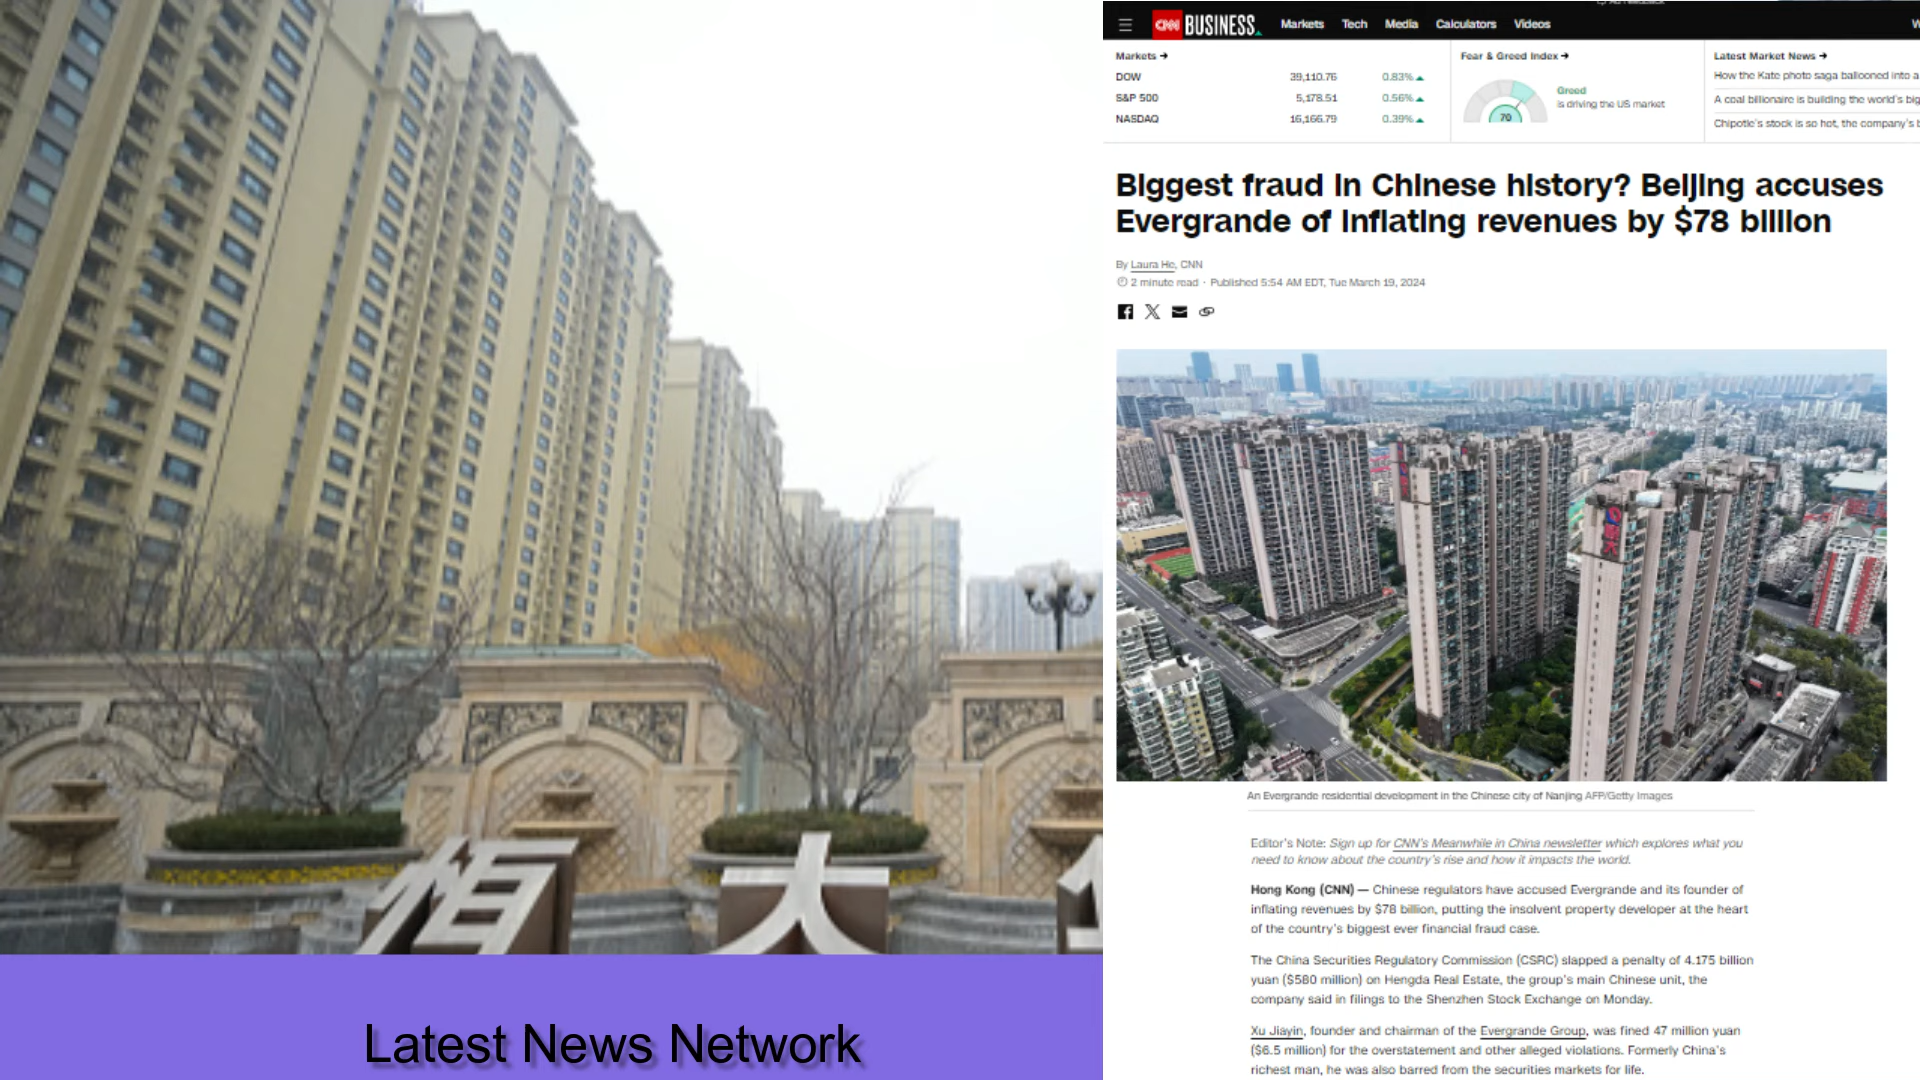 恒大
Latest News Network
CNN BUSINESS
Markets
Tech
Media
Calculators
Videos
Markets →
DOW 39,110.76 0.83%
S&P 500 5,178.51 0.56%
NASDAQ 16,166.79 0.39%
Fear & Greed Index →
70
Greed
is driving the US market
Latest Market News →
How the Kate photo saga ballooned into a
A coal billionaire is building the world's big
Chipotle's stock is so hot, the company's b
Biggest fraud in Chinese history? Beijing accuses
Evergrande of inflating revenues by $78 billion
By Laura He, CNN
2 minute read · Published 5:54 AM EDT, Tue March 19, 2024
恒大
An Evergrande residential development in the Chinese city of Nanjing AFP/Getty Images
Editor's Note: Sign up for CNN's Meanwhile in China newsletter which explores what you
need to know about the country's rise and how it impacts the world.
Hong Kong (CNN) — Chinese regulators have accused Evergrande and its founder of
inflating revenues by $78 billion, putting the insolvent property developer at the heart
of the country's biggest ever financial fraud case.
The China Securities Regulatory Commission (CSRC) slapped a penalty of 4.175 billion
yuan ($580 million) on Hengda Real Estate, the group's main Chinese unit, the
company said in filings to the Shenzhen Stock Exchange on Monday.
Xu Jiayin, founder and chairman of the Evergrande Group, was fined 47 million yuan
($6.5 million) for the overstatement and other alleged violations. Formerly China's
richest man, he was also barred from the securities markets for life.